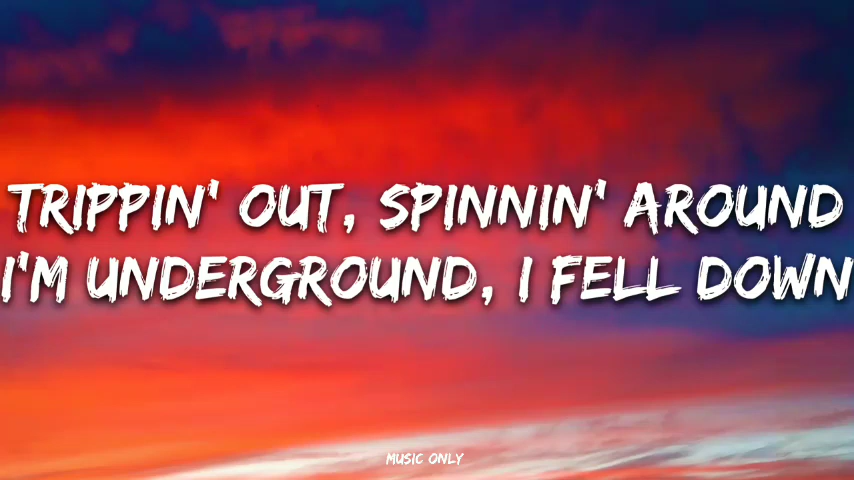 TRIPPIN' OUT, SPINNIN' AROUND
I'M UNDERGROUND, I FELL DOWN
MUSIC ONLY